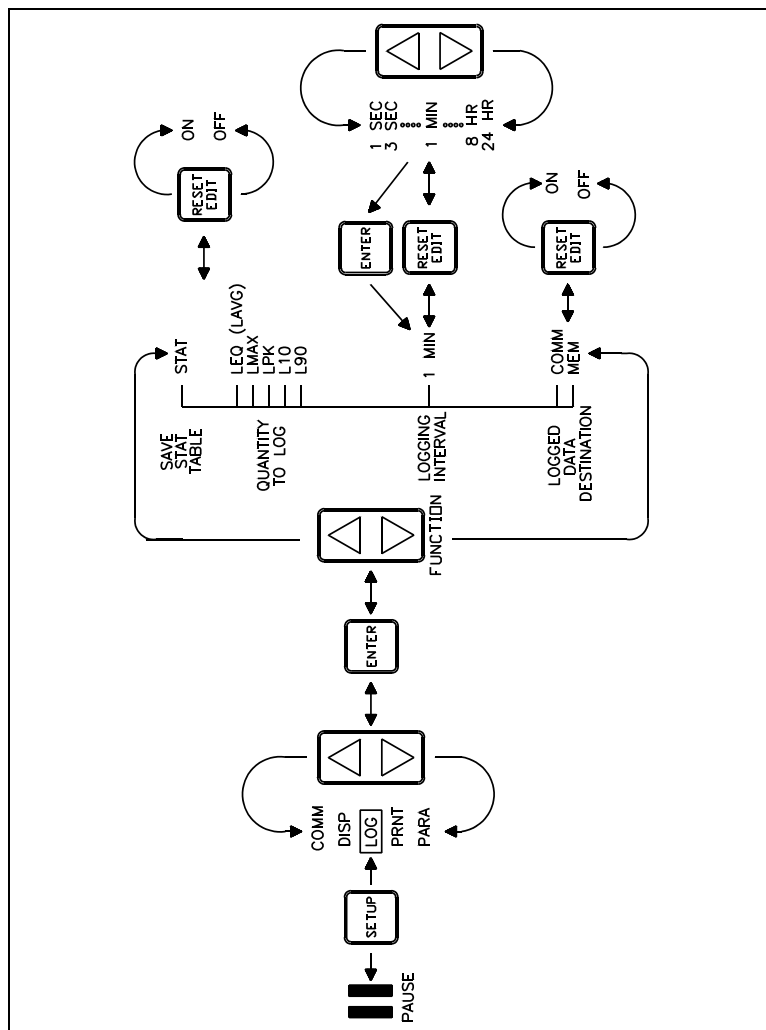 PAUSE
SETUP
COMM
DISP
LOG
PRNT
PARA
ENTER
FUNCTION
SAVE
STAT
TABLE
STAT
QUANTITY
TO LOG
LEQ (LAVG)
LMAX
LPK
L10
L90
LOGGING
INTERVAL
1 MIN
LOGGED
DATA
DESTINATION
COMM
MEM
RESET
EDIT
ON
OFF
ENTER
RESET
EDIT
1 SEC
3 SEC
1 MIN
8 HR
24 HR
RESET
EDIT
ON
OFF